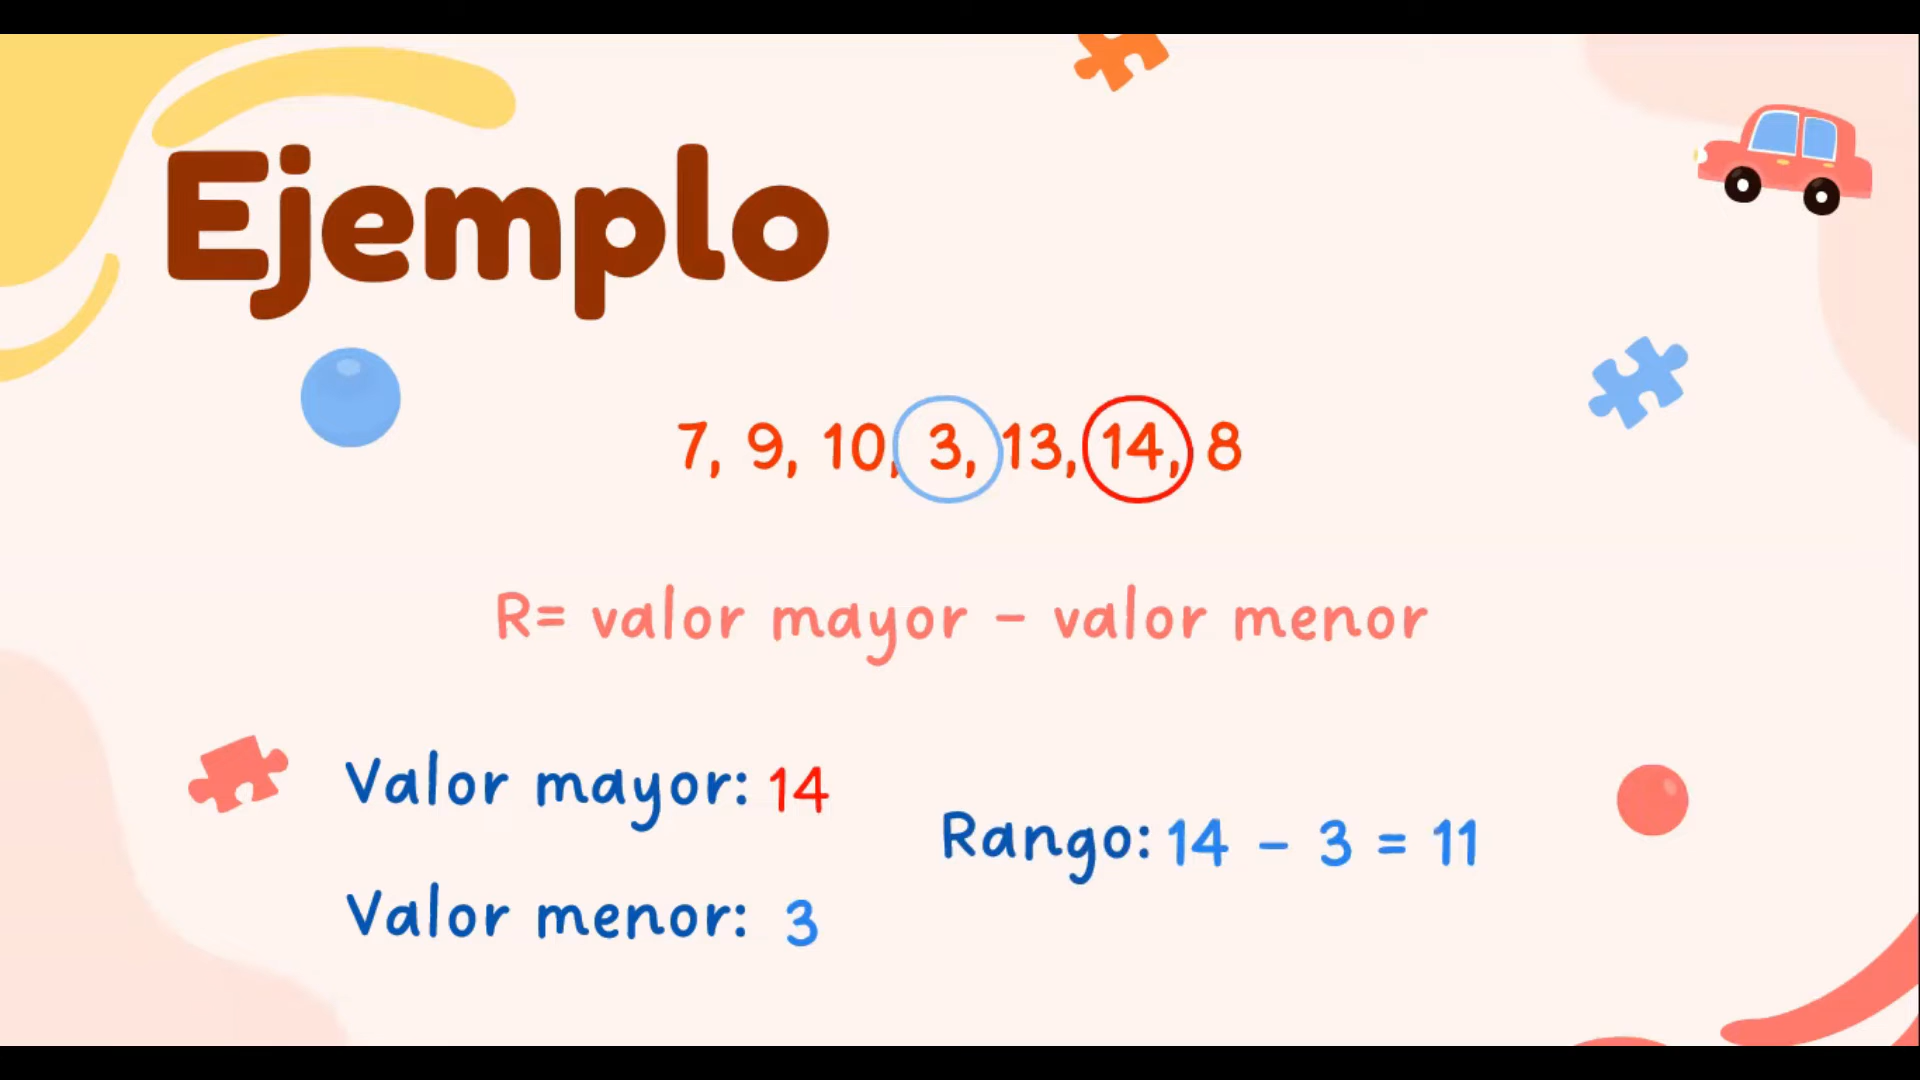 Ejemplo
7, 9, 10, 3, 13, 14, 8
R= valor mayor - valor menor
Valor mayor: 14
Rango: 14 - 3 = 11
Valor menor: 3